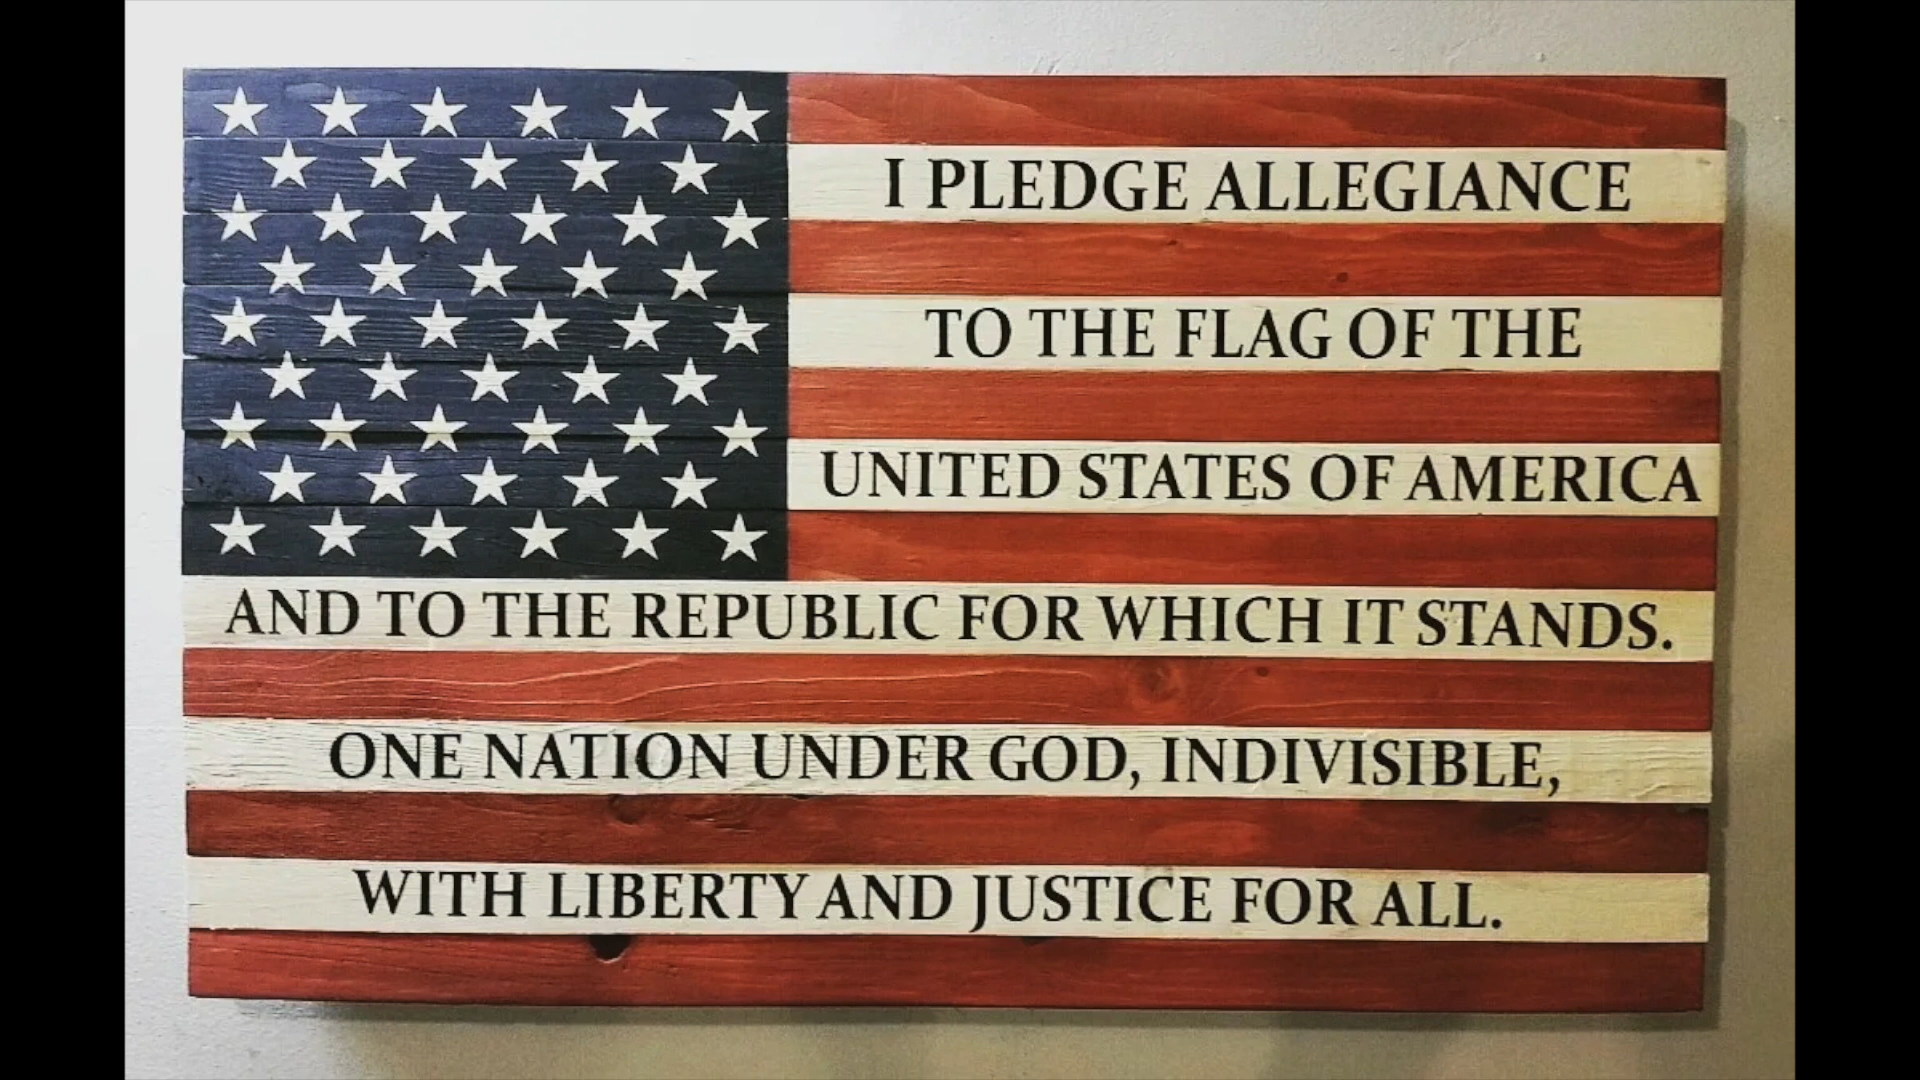 I PLEDGE ALLEGIANCE
TO THE FLAG OF THE
UNITED STATES OF AMERICA
AND TO THE REPUBLIC FOR WHICH IT STANDS.
ONE NATION UNDER GOD, INDIVISIBLE,
WITH LIBERTY AND JUSTICE FOR ALL.